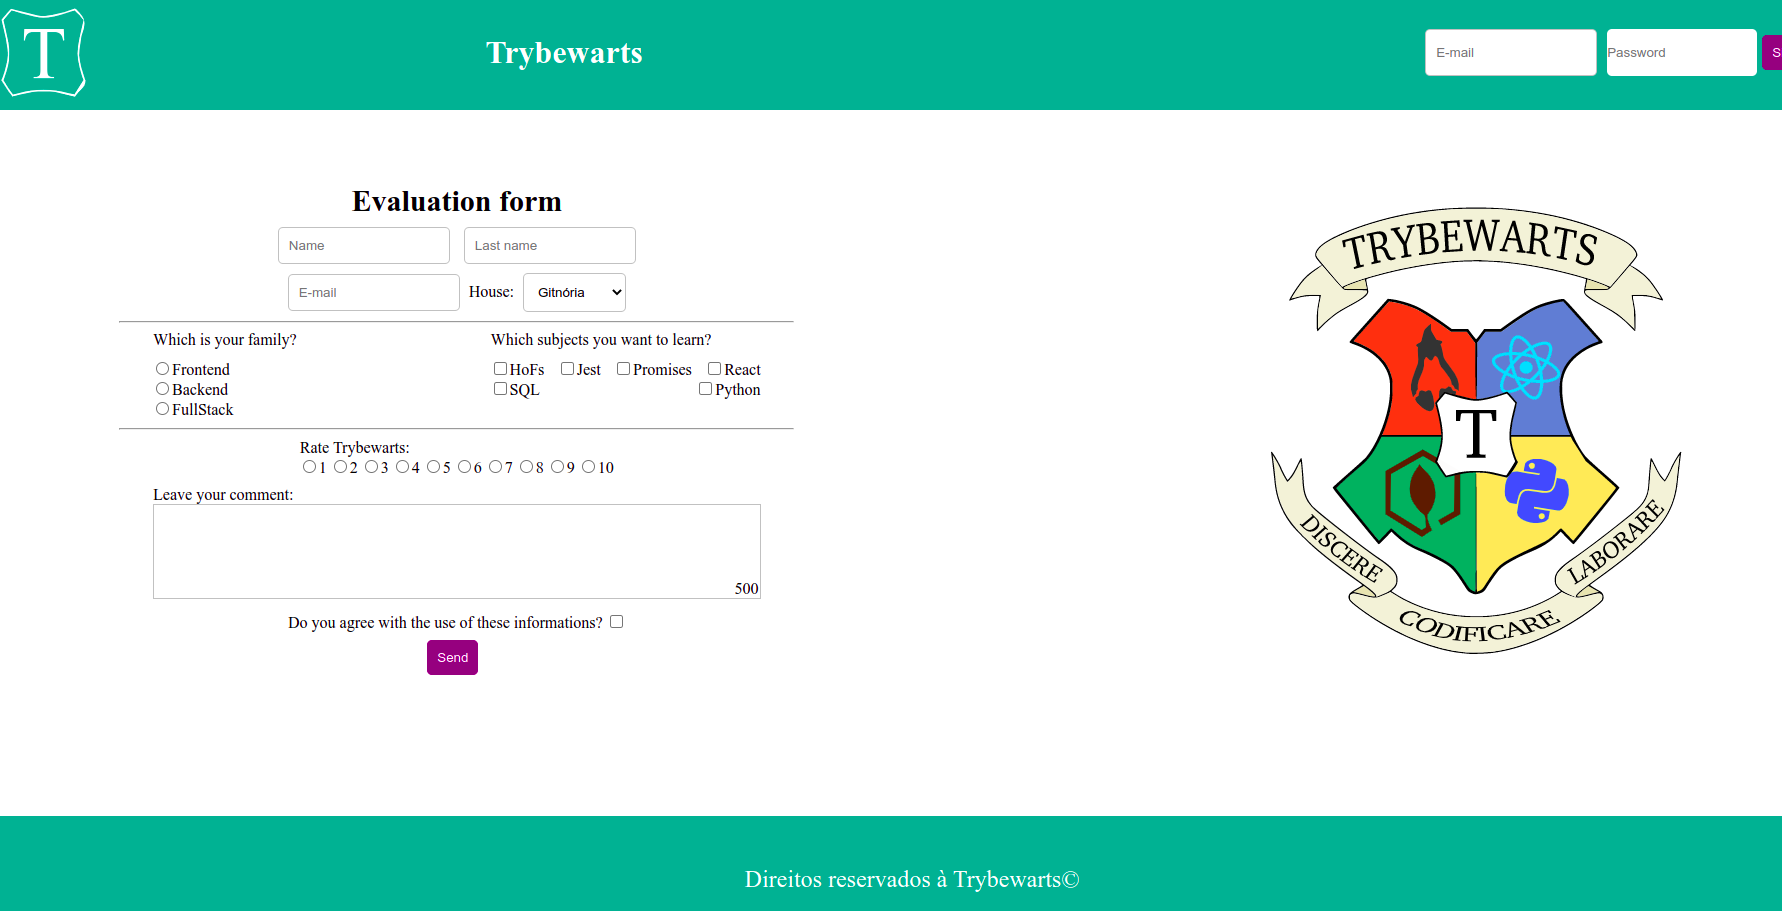 T
Trybewarts
E-mail
Password
S
Evaluation form
Name
Last name
E-mail
House:
Gitnória
Which is your family?
Frontend
Backend
FullStack
Which subjects you want to learn?
HoFs Jest Promises React
SQL Python
Rate Trybewarts:
1 2 3 4 5 6 7 8 9 10
Leave your comment:
500
Do you agree with the use of these informations?
Send
TRYBEWARTS
T
DISCERE
CODIFICARE
LABORARE
Direitos reservados à Trybewarts©